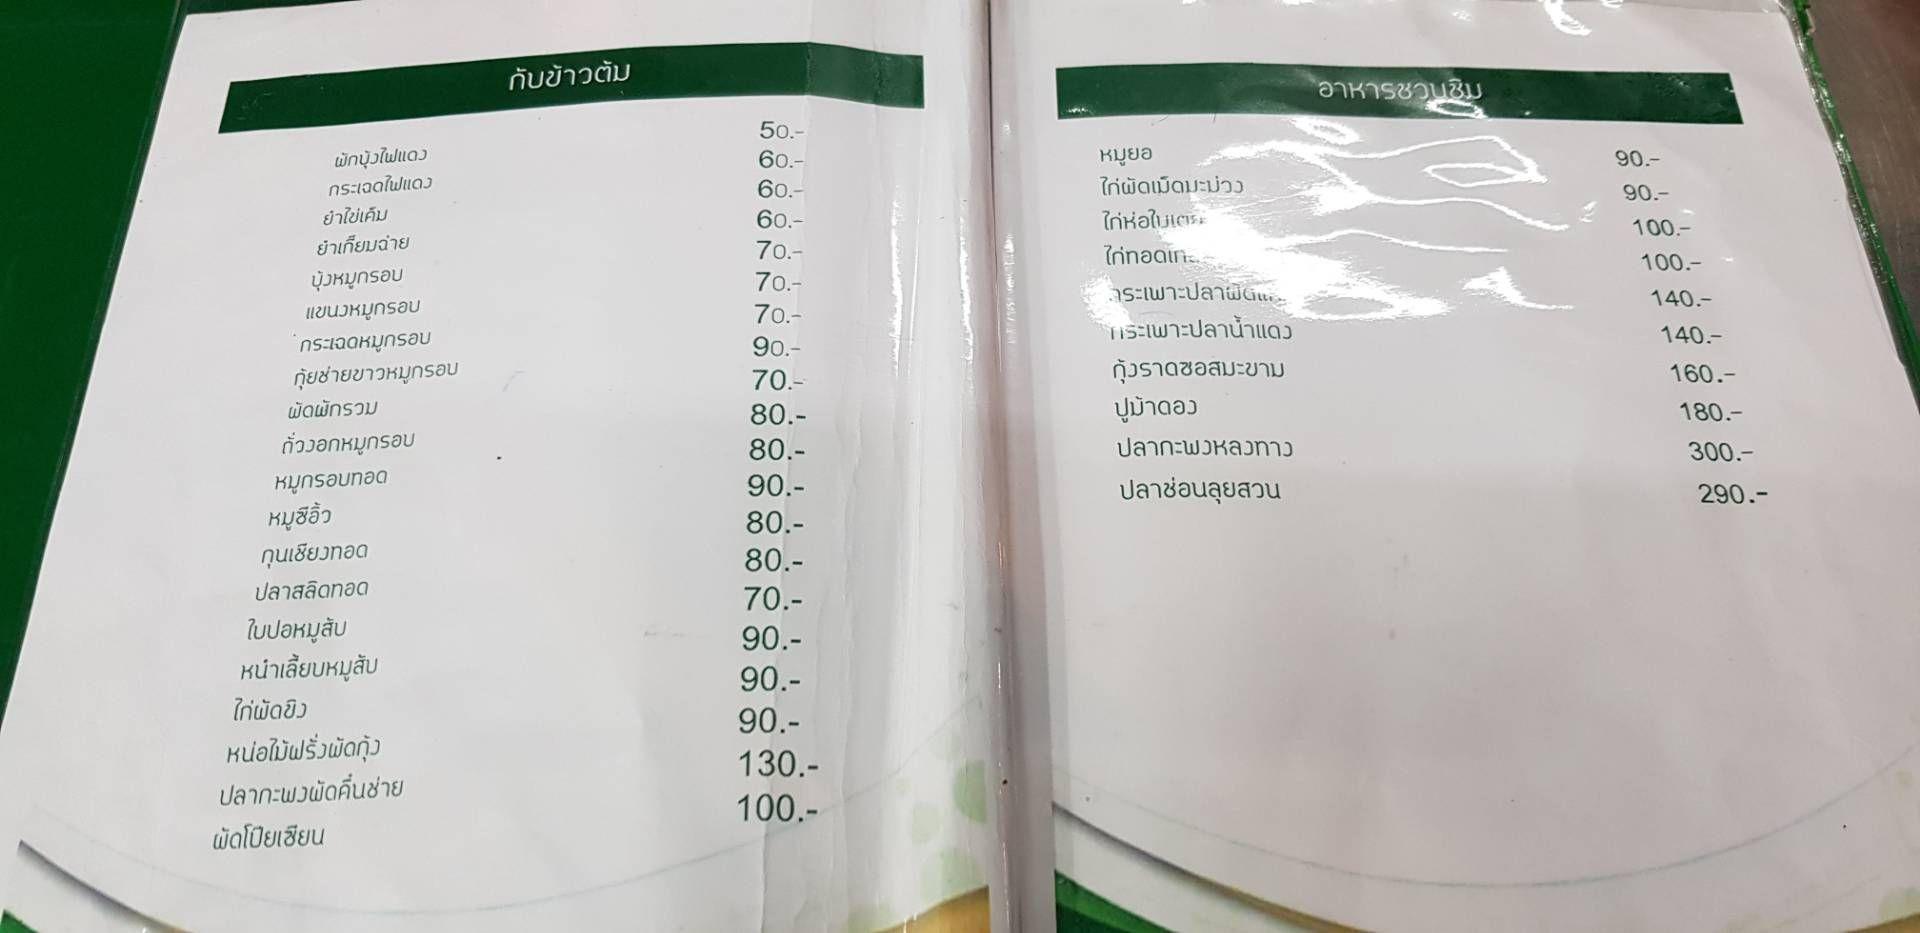 กับข้าวต้ม
ผักบุ้งไฟแดง 50.-
กระเฉดไฟแดง 60.-
ยำไข่เค็ม 60.-
ยำเกี๊ยมฉ่าย 60.-
บุ้งหมูกรอบ 70.-
แขนงหมูกรอบ 70.-
กระเฉดหมูกรอบ 70.-
กุ้ยช่ายขาวหมูกรอบ 90.-
ผัดผักรวม 70.-
ถั่วงอกหมูกรอบ 80.-
หมูกรอบทอด 80.-
หมูซีอิ้ว 90.-
กุนเชียงทอด 80.-
ปลาสลิดทอด 80.-
ใบปอหมูสับ 70.-
หนำเลี้ยบหมูสับ 90.-
ไก่ผัดขิง 90.-
หน่อไม้ฝรั่งผัดกุ้ง 90.-
ปลากะพงผัดคื่นช่าย 130.-
ผัดโป๊ยเซียน 100.-
อาหารชวนชิม
หมูยอ 90.-
ไก่ผัดเม็ดมะม่วง 90.-
ไก่ห่อใบเตย 100.-
ไก่ทอด 100.-
กระเพาะปลาผัด 140.-
กระเพาะปลาน้ำแดง 140.-
กุ้งราดซอสมะขาม 160.-
ปูม้าดอง 180.-
ปลากะพงหลงทาง 300.-
ปลาช่อนลุยสวน 290.-